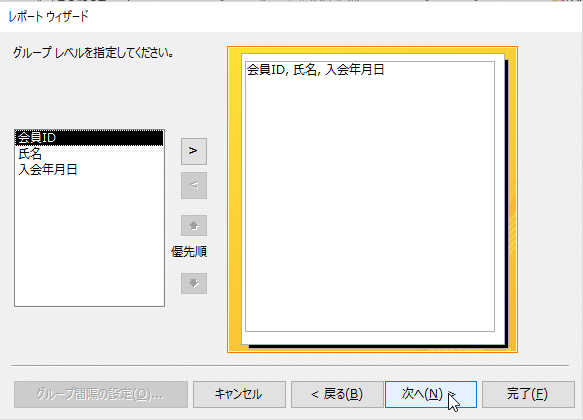 レポート ウィザード
グループ レベルを指定してください。
会員ID, 氏名, 入会年月日
会員ID
氏名
入会年月日
>
<
優先順
グループ間隔の設定(O)...
キャンセル
< 戻る(B)
次へ(N) >
完了(F)